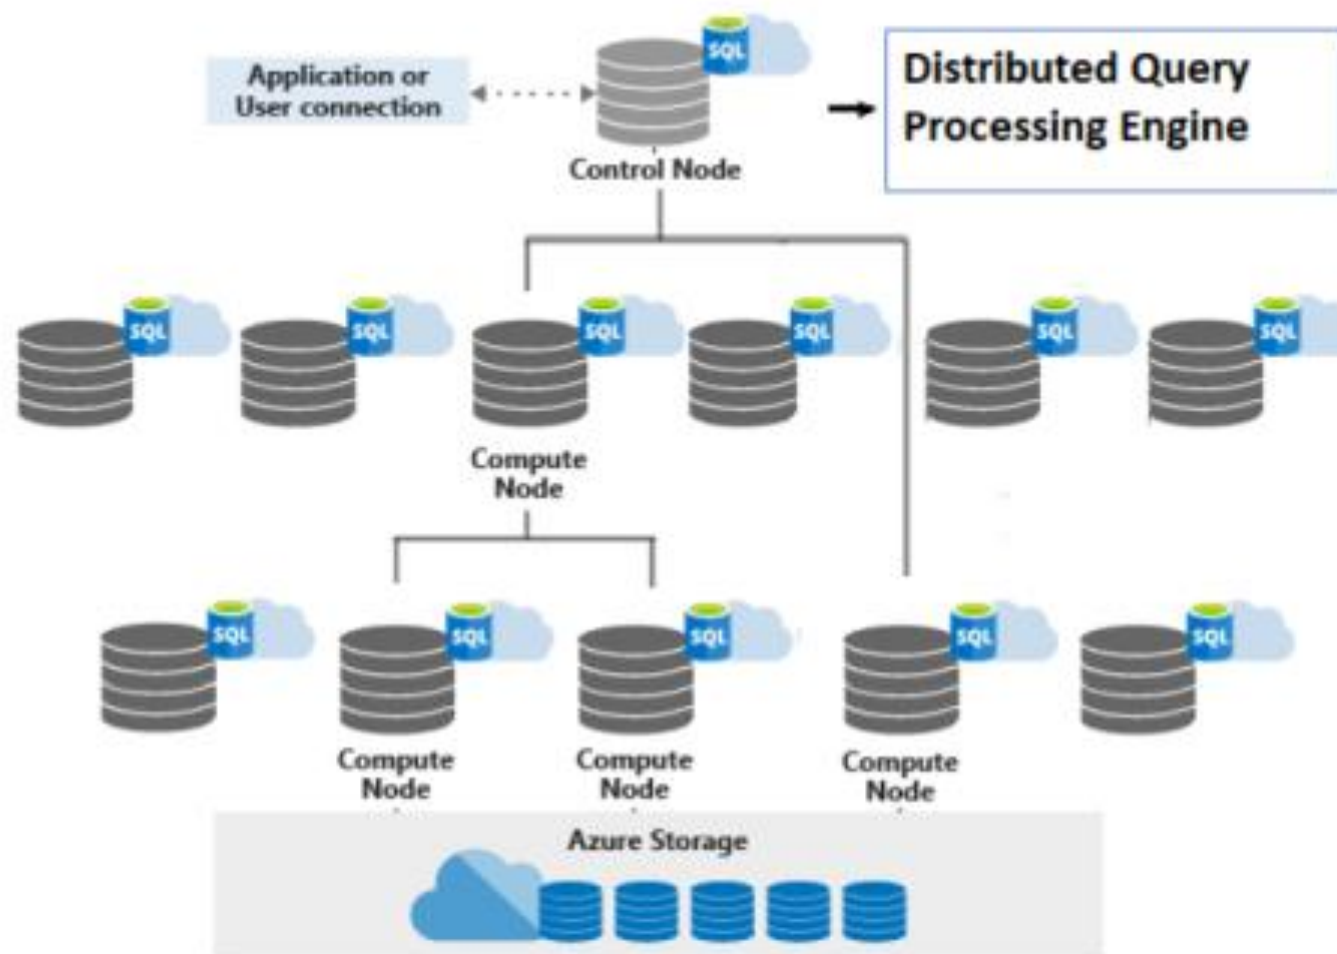 SQL
Application or
User connection
Distributed Query
Processing Engine
Control Node
SQL
SQL
SQL
SQL
SQL
SQL
Compute
Node
SQL
SQL
SQL
SQL
SQL
Compute
Node
Compute
Node
Compute
Node
Azure Storage